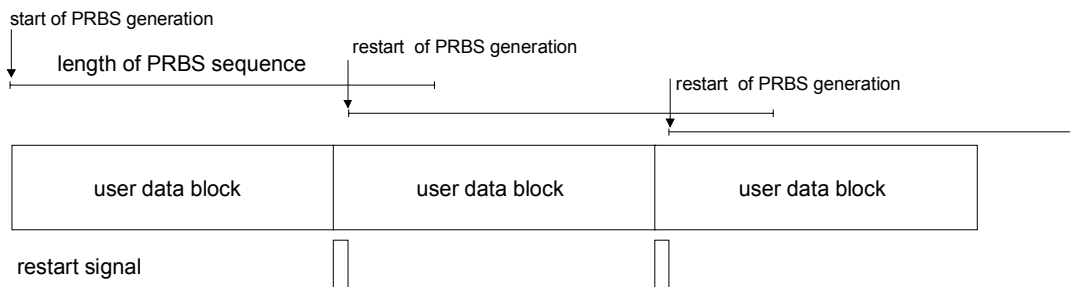 start of PRBS generation
restart of PRBS generation
length of PRBS sequence
restart of PRBS generation
user data block
user data block
user data block
restart signal